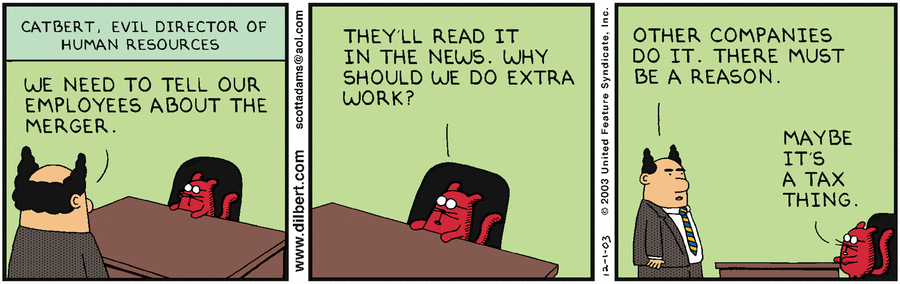 CATBERT, EVIL DIRECTOR OF
HUMAN RESOURCES
WE NEED TO TELL OUR
EMPLOYEES ABOUT THE
MERGER.
www.dilbert.com scottadams@aol.com
THEY'LL READ IT
IN THE NEWS. WHY
SHOULD WE DO EXTRA
WORK?
12-1-03 © 2003 United Feature Syndicate, Inc.
OTHER COMPANIES
DO IT. THERE MUST
BE A REASON.
MAYBE
IT'S
A TAX
THING.